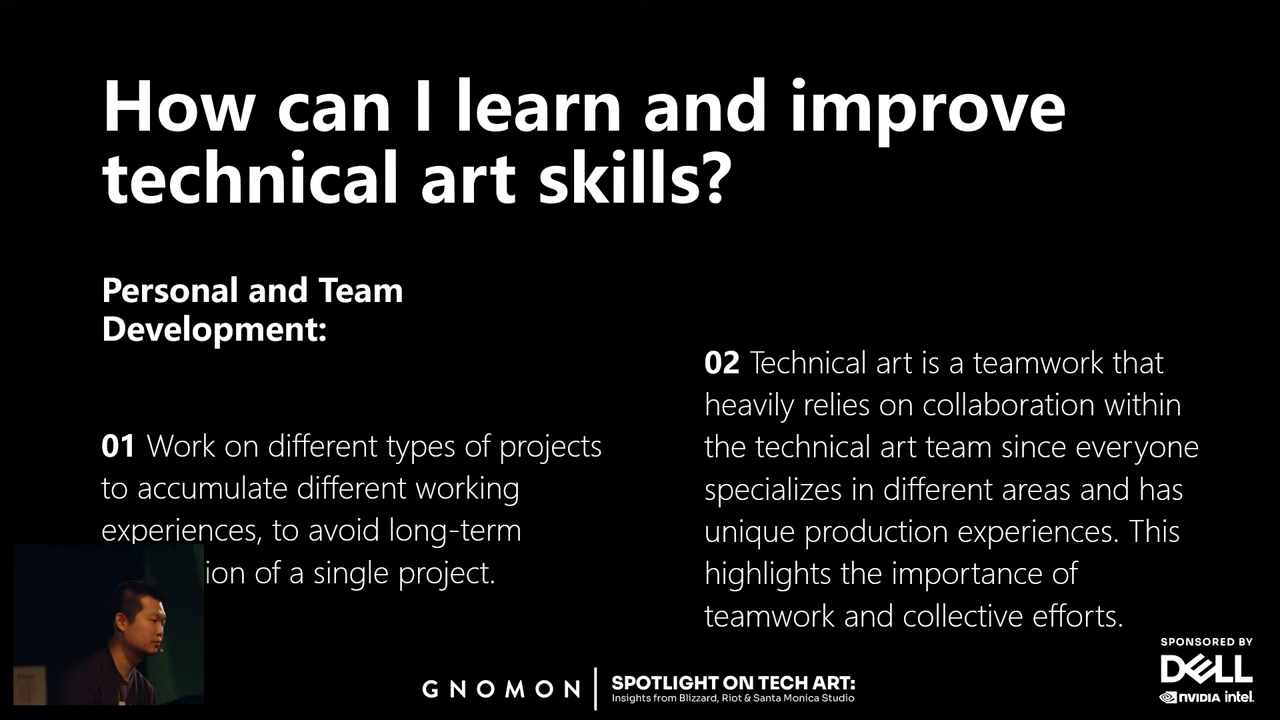 How can I learn and improve
technical art skills?
Personal and Team
Development:
01 Work on different types of projects
to accumulate different working
experiences, to avoid long-term
ion of a single project.
02 Technical art is a teamwork that
heavily relies on collaboration within
the technical art team since everyone
specializes in different areas and has
unique production experiences. This
highlights the importance of
teamwork and collective efforts.
GNOMON
SPOTLIGHT ON TECH ART:
Insights from Blizzard, Riot & Santa Monica Studio
SPONSORED BY
DELL
NVIDIA intel.